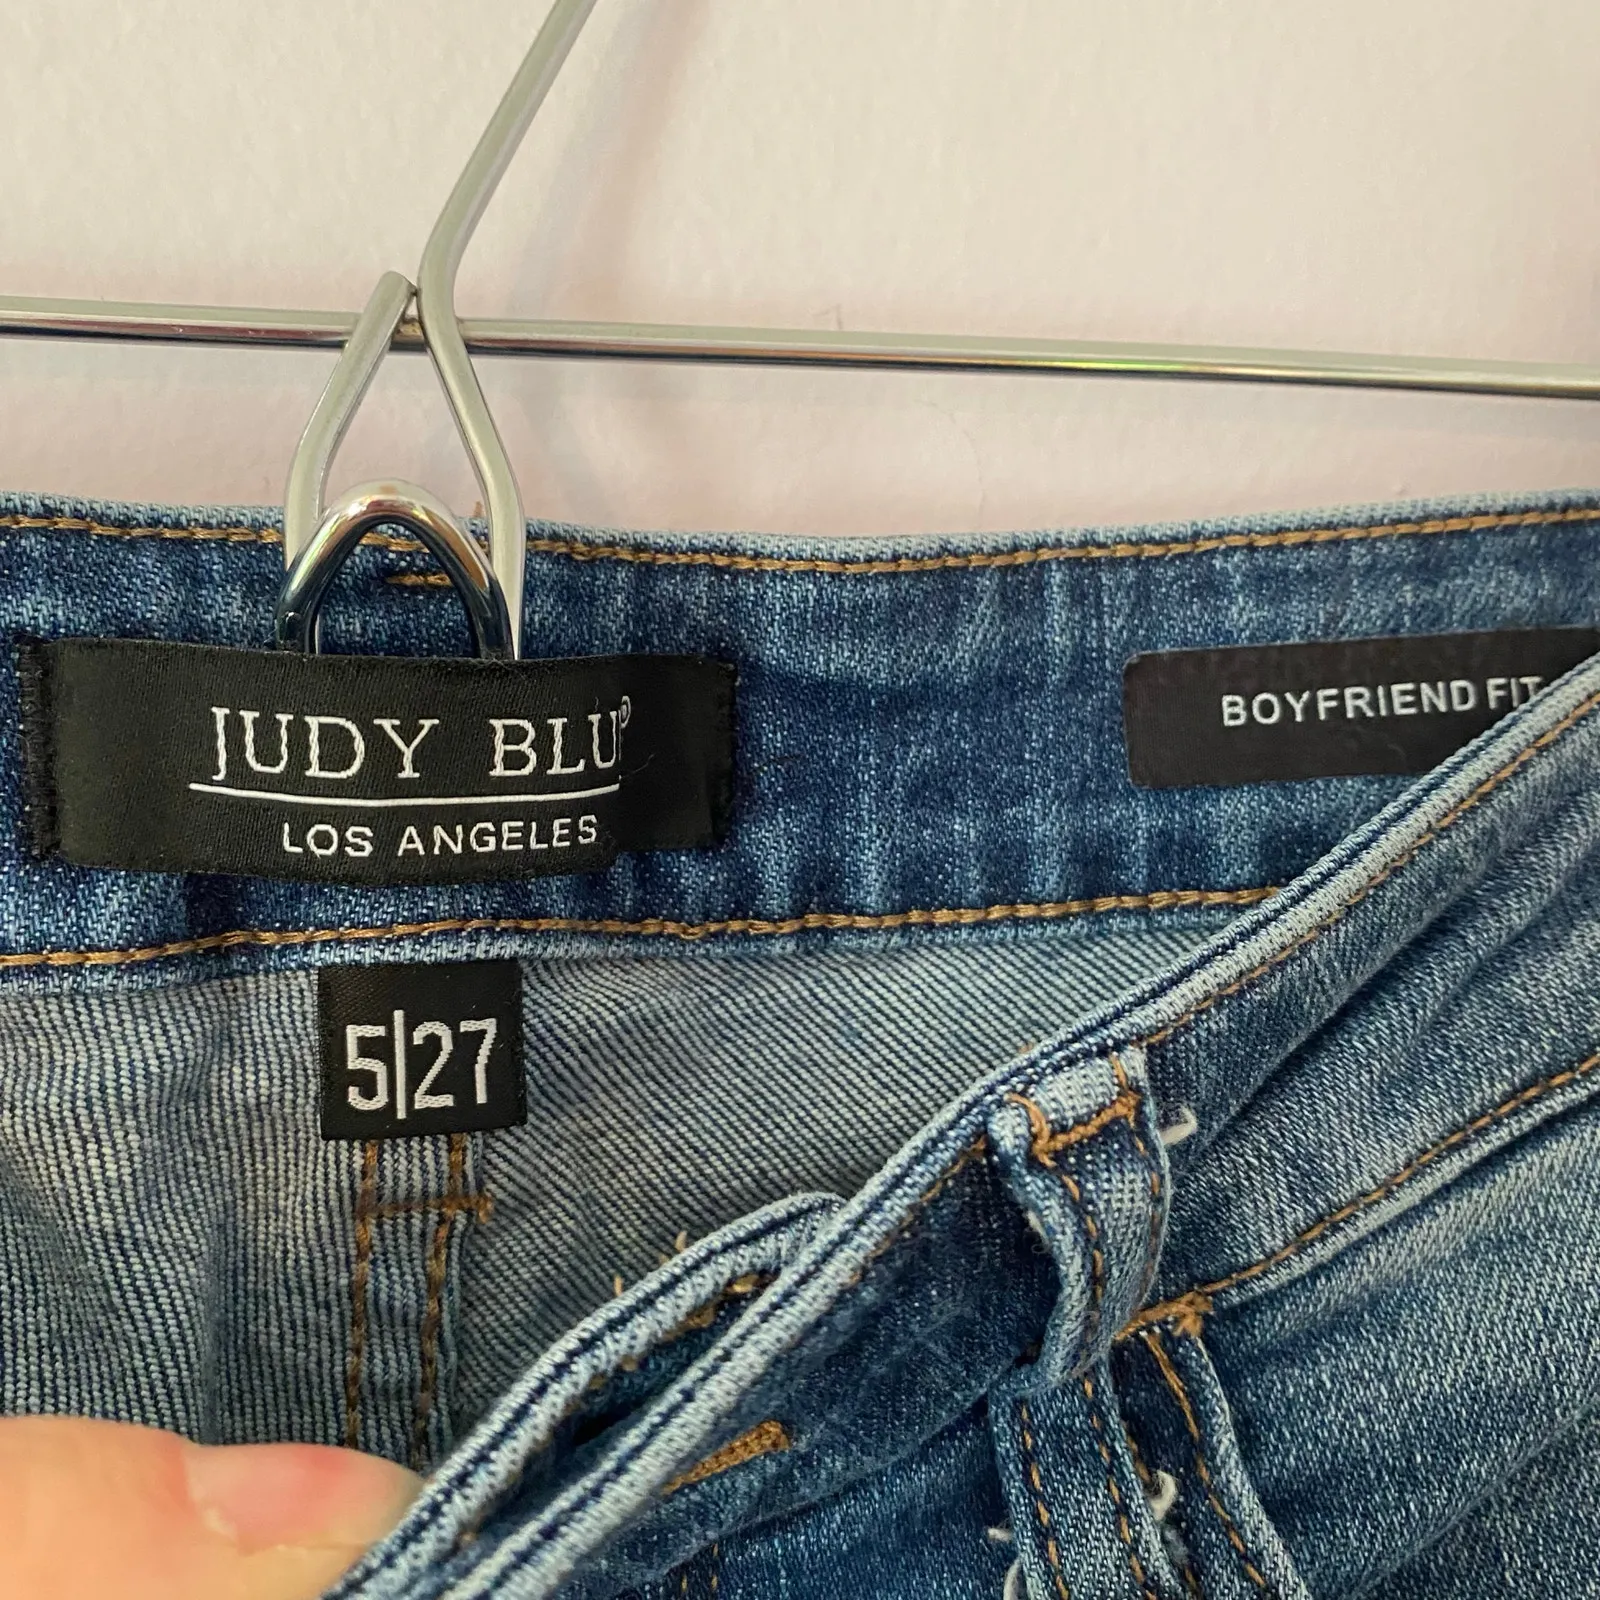 JUDY BLU®
LOS ANGELES
BOYFRIEND FIT
5|27